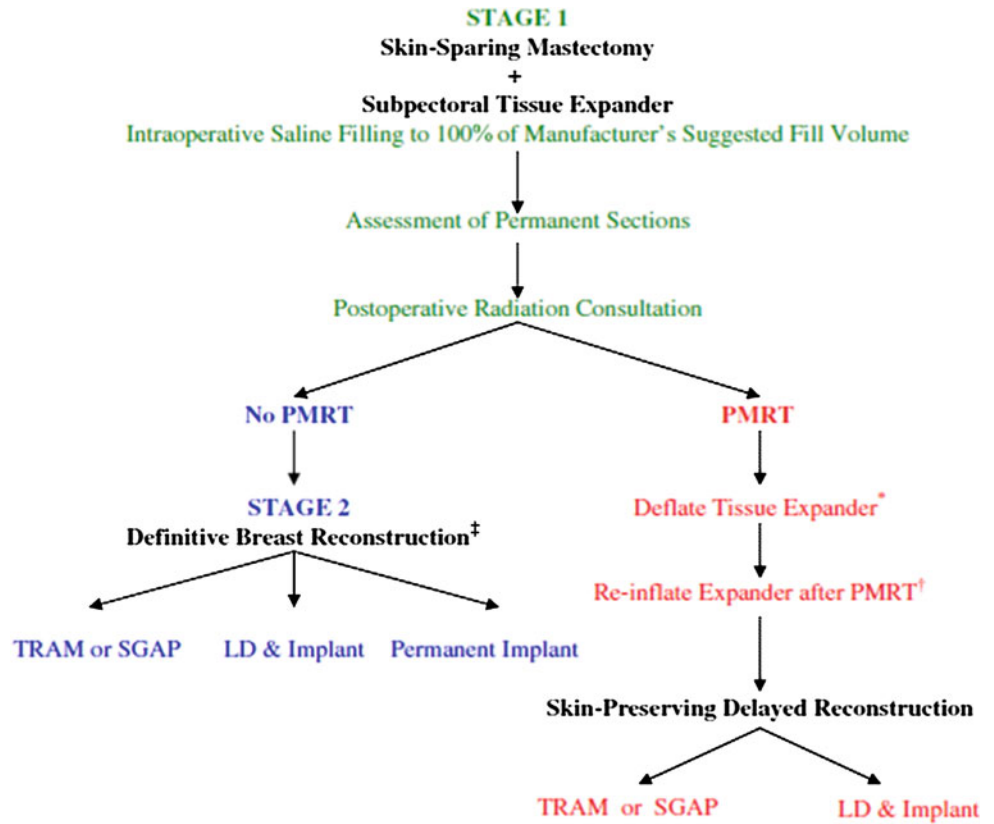 STAGE 1
Skin-Sparing Mastectomy
+
Subpectoral Tissue Expander
Intraoperative Saline Filling to 100% of Manufacturer's Suggested Fill Volume
Assessment of Permanent Sections
Postoperative Radiation Consultation
No PMRT
PMRT
STAGE 2
Definitive Breast Reconstruction‡
Deflate Tissue Expander*
Re-inflate Expander after PMRT†
TRAM or SGAP
LD & Implant
Permanent Implant
Skin-Preserving Delayed Reconstruction
TRAM or SGAP
LD & Implant